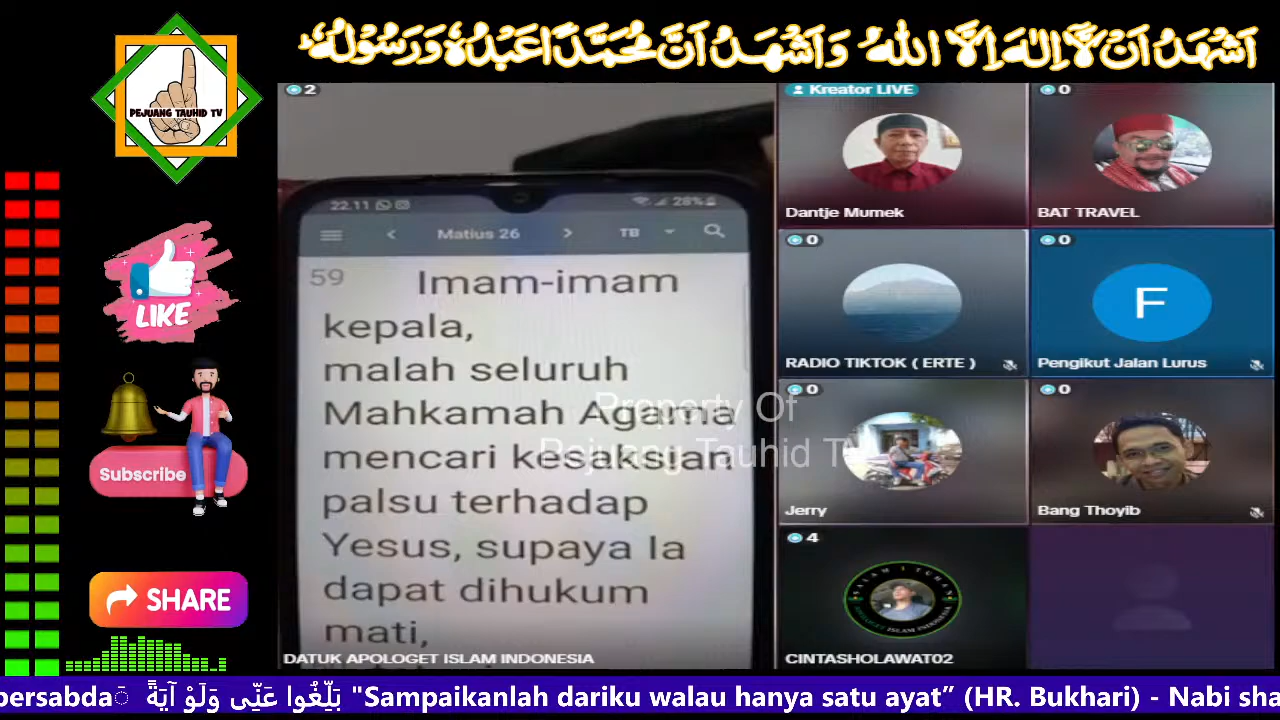 اَشْهَدُ اَنْ لَّآ اِلٰهَ اِلَّا اللّٰهُ وَاَشْهَدُ اَنَّ مُحَمَّدًا عَبْدُهُ وَرَسُوْلُهُ
PEJUANG TAUHID TV
2
Kreator LIVE
0
22.11
28%
Matius 26
TB
59 Imam-imam
kepala,
malah seluruh
Mahkamah Agama
mencari kesaksian
palsu terhadap
Yesus, supaya Ia
dapat dihukum
mati,
DATUK APOLOGET ISLAM INDONESIA
Property Of
Pejuang Tauhid TV
Dantje Mumek
BAT TRAVEL
0
0
RADIO TIKTOK ( ERTE )
F
Pengikut Jalan Lurus
0
0
Jerry
Bang Thoyib
4
ISLAM INDONESIA
CINTASHOLAWAT02
LIKE
Subscribe
SHARE
bersabda بَلِّغُوا عَنِّى وَلَوْ آيَةً "Sampaikanlah dariku walau hanya satu ayat” (HR. Bukhari) - Nabi sha